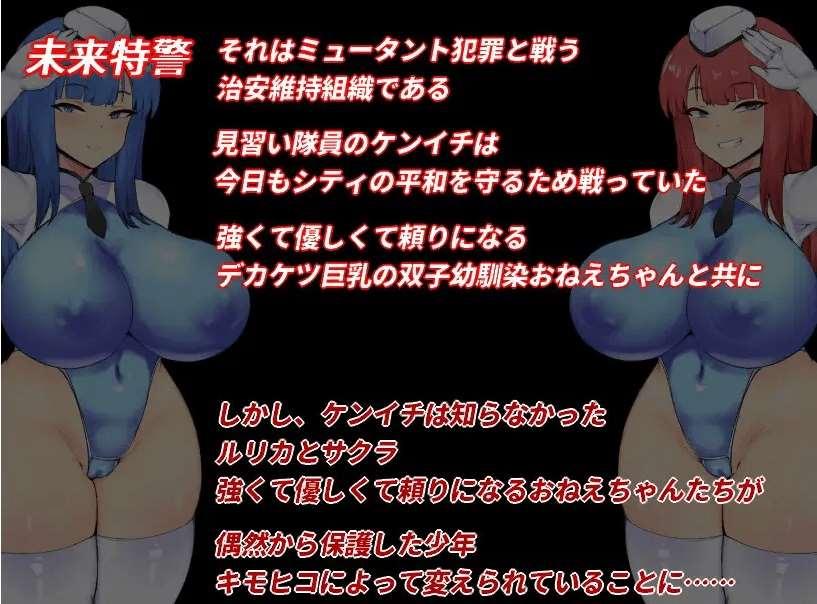 未来特警
それはミュータント犯罪と戦う
治安維持組織である
見習い隊員のケンイチは
今日もシティの平和を守るため戦っていた
強くて優しくて頼りになる
デカケツ巨乳の双子幼馴染おねえちゃんと共に
しかし、ケンイチは知らなかった
ルリカとサクラ
強くて優しくて頼りになるおねえちゃんたちが
偶然から保護した少年
キモヒコによって変えられていることに……